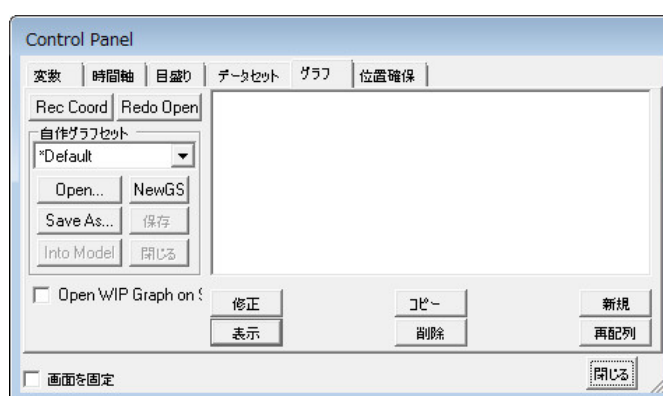 Control Panel
変数 時間軸 目盛り データセット グラフ 位置確保
Rec Coord Redo Open
自作グラフセット
*Default
Open... NewGS
Save As... 保存
Into Model 閉じる
Open WIP Graph on
修正 コピー 新規
表示 削除 再配列
画面を固定 閉じる